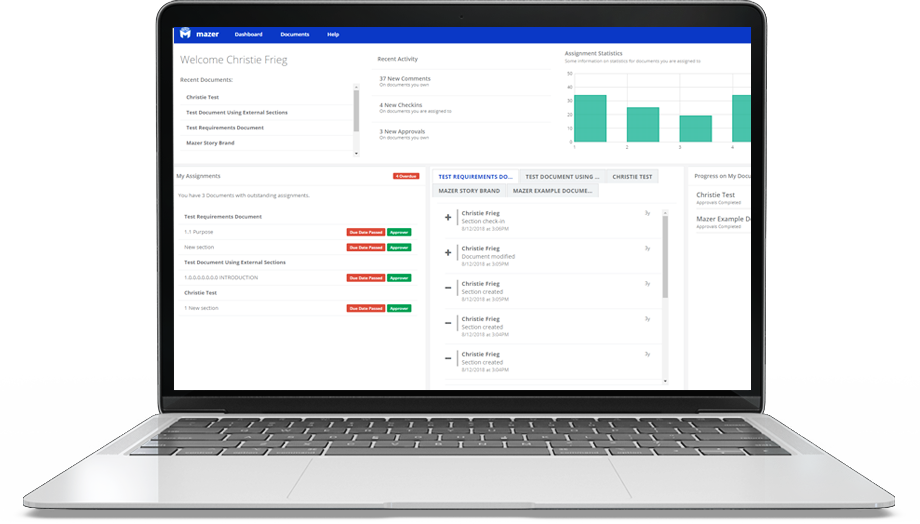 mazer Dashboard Documents Help
Welcome Christie Frieg
Recent Documents:
Christie Test
Test Document Using External Sections
Test Requirements Document
Mazer Story Brand
Recent Activity
37 New Comments
On documents you own
4 New Checkins
On documents you are assigned to
3 New Approvals
On documents you own
Assignment Statistics
Some information on statistics for documents you are assigned to
50
40
30
20
10
0
1 2 3 4
My Assignments
4 Overdue
You have 3 Documents with outstanding assignments.
Test Requirements Document
1.1 Purpose Due Date Passed Approver
New section Due Date Passed Approver
Test Document Using External Sections
1.0.0.0.0.0.0 INTRODUCTION Due Date Passed Approver
Christie Test
1 New section Due Date Passed Approver
TEST REQUIREMENTS DO... TEST DOCUMENT USING ... CHRISTIE TEST
MAZER STORY BRAND MAZER EXAMPLE DOCUME...
Christie Frieg 3y
Section check-in
8/12/2018 at 3:09PM
Christie Frieg 3y
Document modified
8/12/2018 at 3:05PM
Christie Frieg 3y
Section created
8/12/2018 at 3:05PM
Christie Frieg 3y
Section created
8/12/2018 at 3:04PM
Christie Frieg 3y
Section created
8/12/2018 at 3:04PM
Progress on My Docu
Christie Test
Approvals Completed
Mazer Example D
Approvals Completed